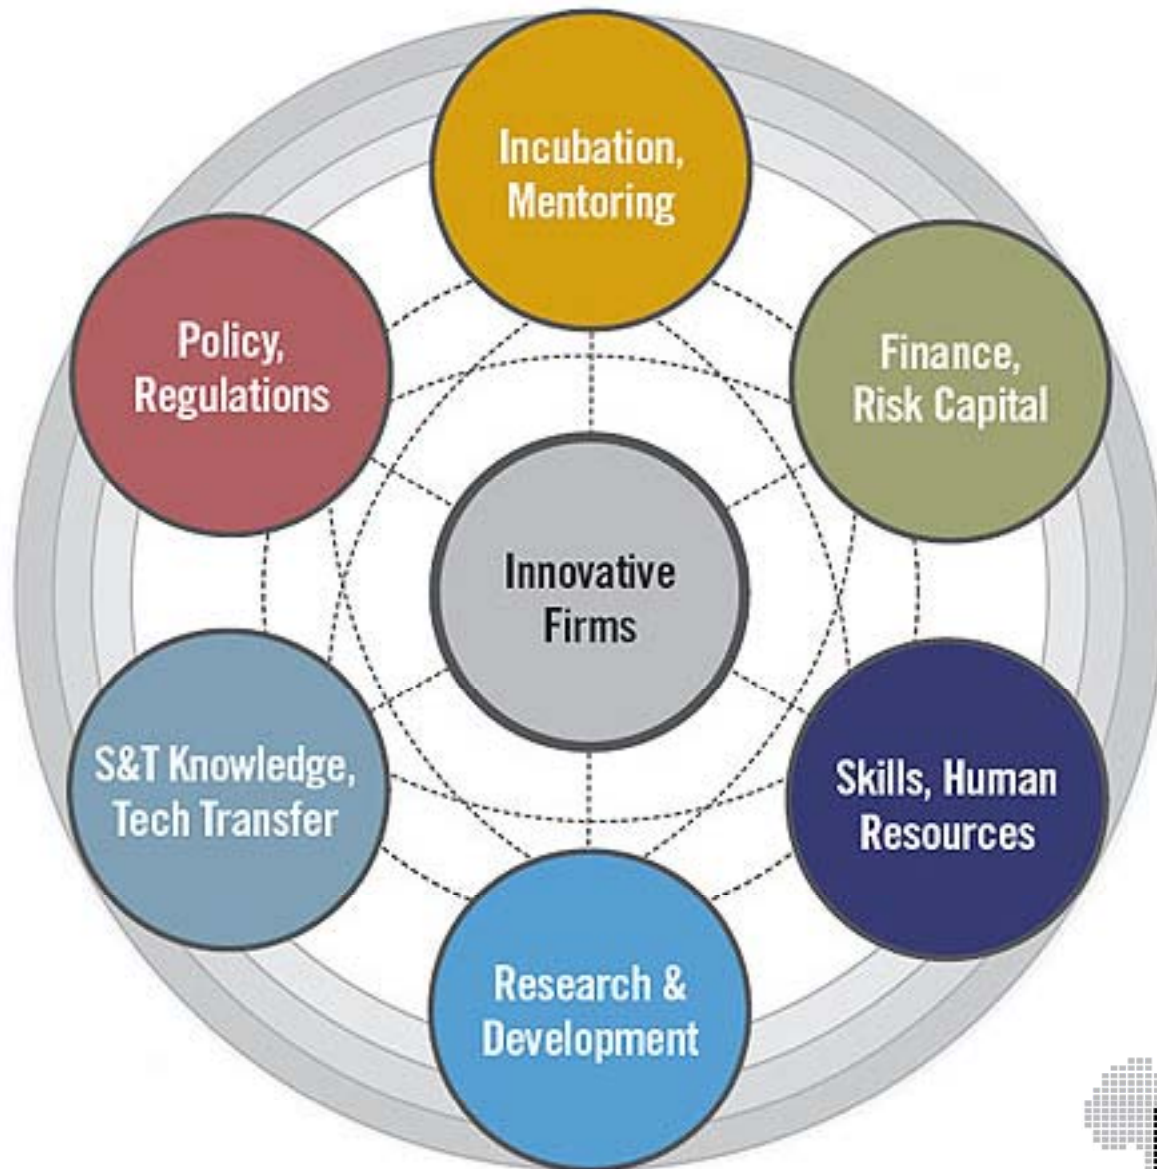 Incubation,
Mentoring
Policy,
Regulations
Finance,
Risk Capital
Innovative
Firms
S&T Knowledge,
Tech Transfer
Skills, Human
Resources
Research &
Development